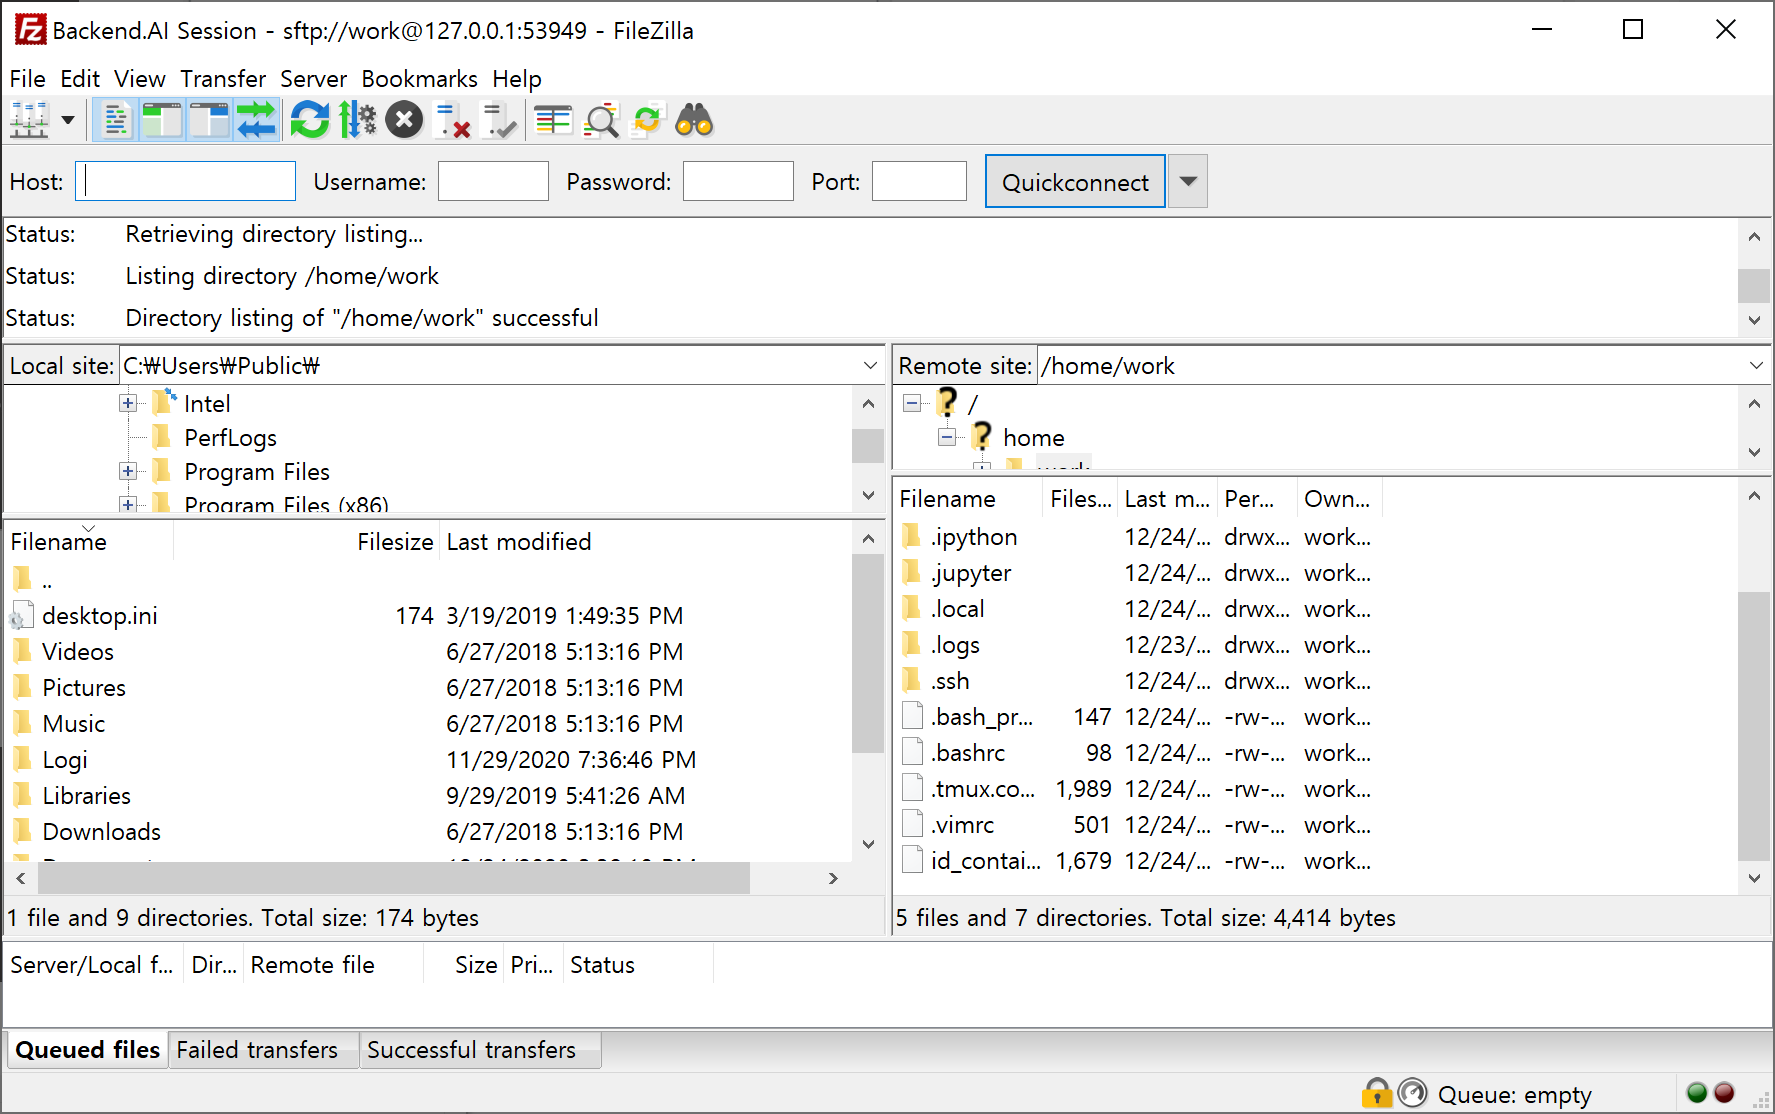 Backend.AI Session - sftp://work@127.0.0.1:53949 - FileZilla
File Edit View Transfer Server Bookmarks Help
Host: Username: Password: Port: Quickconnect
Status: Retrieving directory listing...
Status: Listing directory /home/work
Status: Directory listing of "/home/work" successful
Local site: C:₩Users₩Public₩
Intel
PerfLogs
Program Files
Program Files (x86)
Filename Filesize Last modified
..
desktop.ini 174 3/19/2019 1:49:35 PM
Videos 6/27/2018 5:13:16 PM
Pictures 6/27/2018 5:13:16 PM
Music 6/27/2018 5:13:16 PM
Logi 11/29/2020 7:36:46 PM
Libraries 9/29/2019 5:41:26 AM
Downloads 6/27/2018 5:13:16 PM
1 file and 9 directories. Total size: 174 bytes
Remote site: /home/work
/
home
work
Filename Files... Last m... Per... Own...
.ipython 12/24/... drwx... work...
.jupyter 12/24/... drwx... work...
.local 12/24/... drwx... work...
.logs 12/23/... drwx... work...
.ssh 12/24/... drwx... work...
.bash_pr... 147 12/24/... -rw-... work...
.bashrc 98 12/24/... -rw-... work...
.tmux.co... 1,989 12/24/... -rw-... work...
.vimrc 501 12/24/... -rw-... work...
id_contai... 1,679 12/24/... -rw-... work...
5 files and 7 directories. Total size: 4,414 bytes
Server/Local f... Dir... Remote file Size Pri... Status
Queued files Failed transfers Successful transfers
Queue: empty